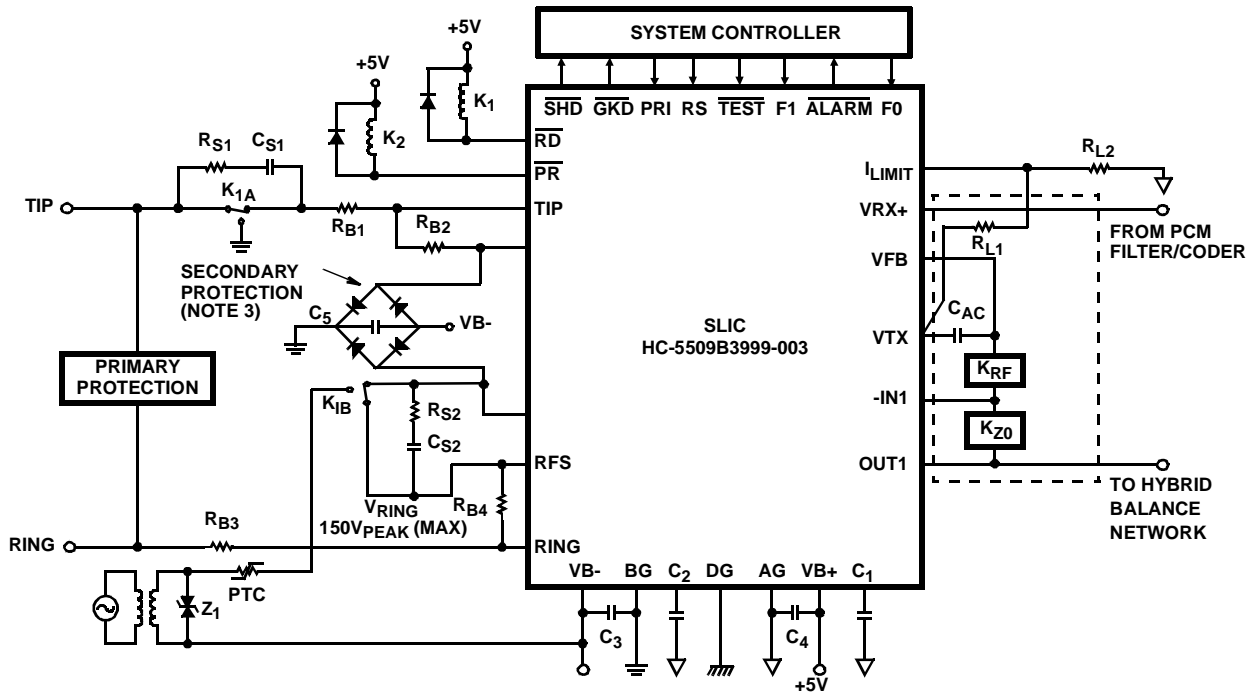 SYSTEM CONTROLLER
+5V
+5V
K1
K2
SHD GKD PRI RS TEST F1 ALARM F0
RD
PR
RS1 CS1
K1A
TIP
RB1
RB2
TIP
SECONDARY
PROTECTION
(NOTE 3)
C5
VB-
PRIMARY
PROTECTION
KIB
RS2
CS2
RFS
VRING
150VPEAK (MAX)
RB4
RB3
RING
RING
PTC
Z1
SLIC
HC-5509B3999-003
ILIMIT
RL2
VRX+
FROM PCM
FILTER/CODER
RL1
VFB
CAC
VTX
KRF
-IN1
KZ0
OUT1
TO HYBRID
BALANCE
NETWORK
VB- BG C2 DG AG VB+ C1
C3
C4
+5V